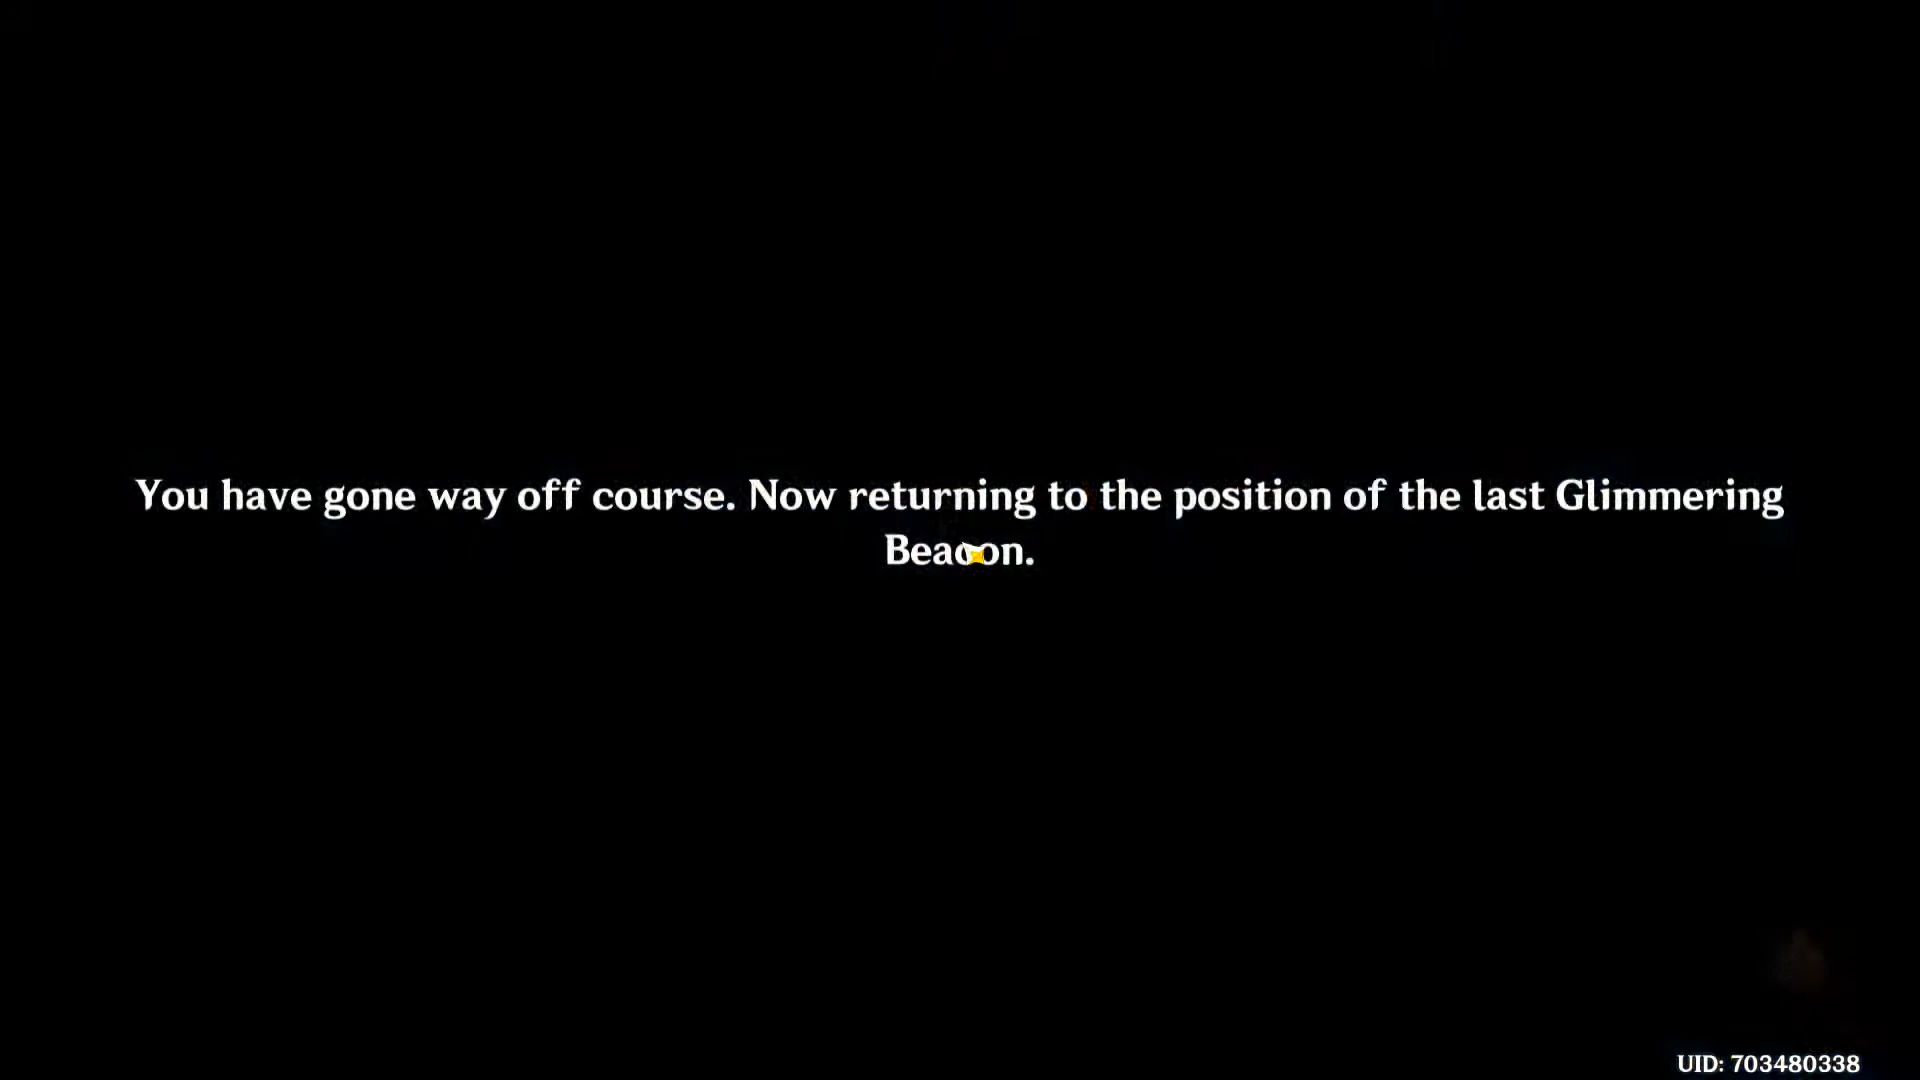 You have gone way off course. Now returning to the position of the last Glimmering
Beacon.
UID: 703480338